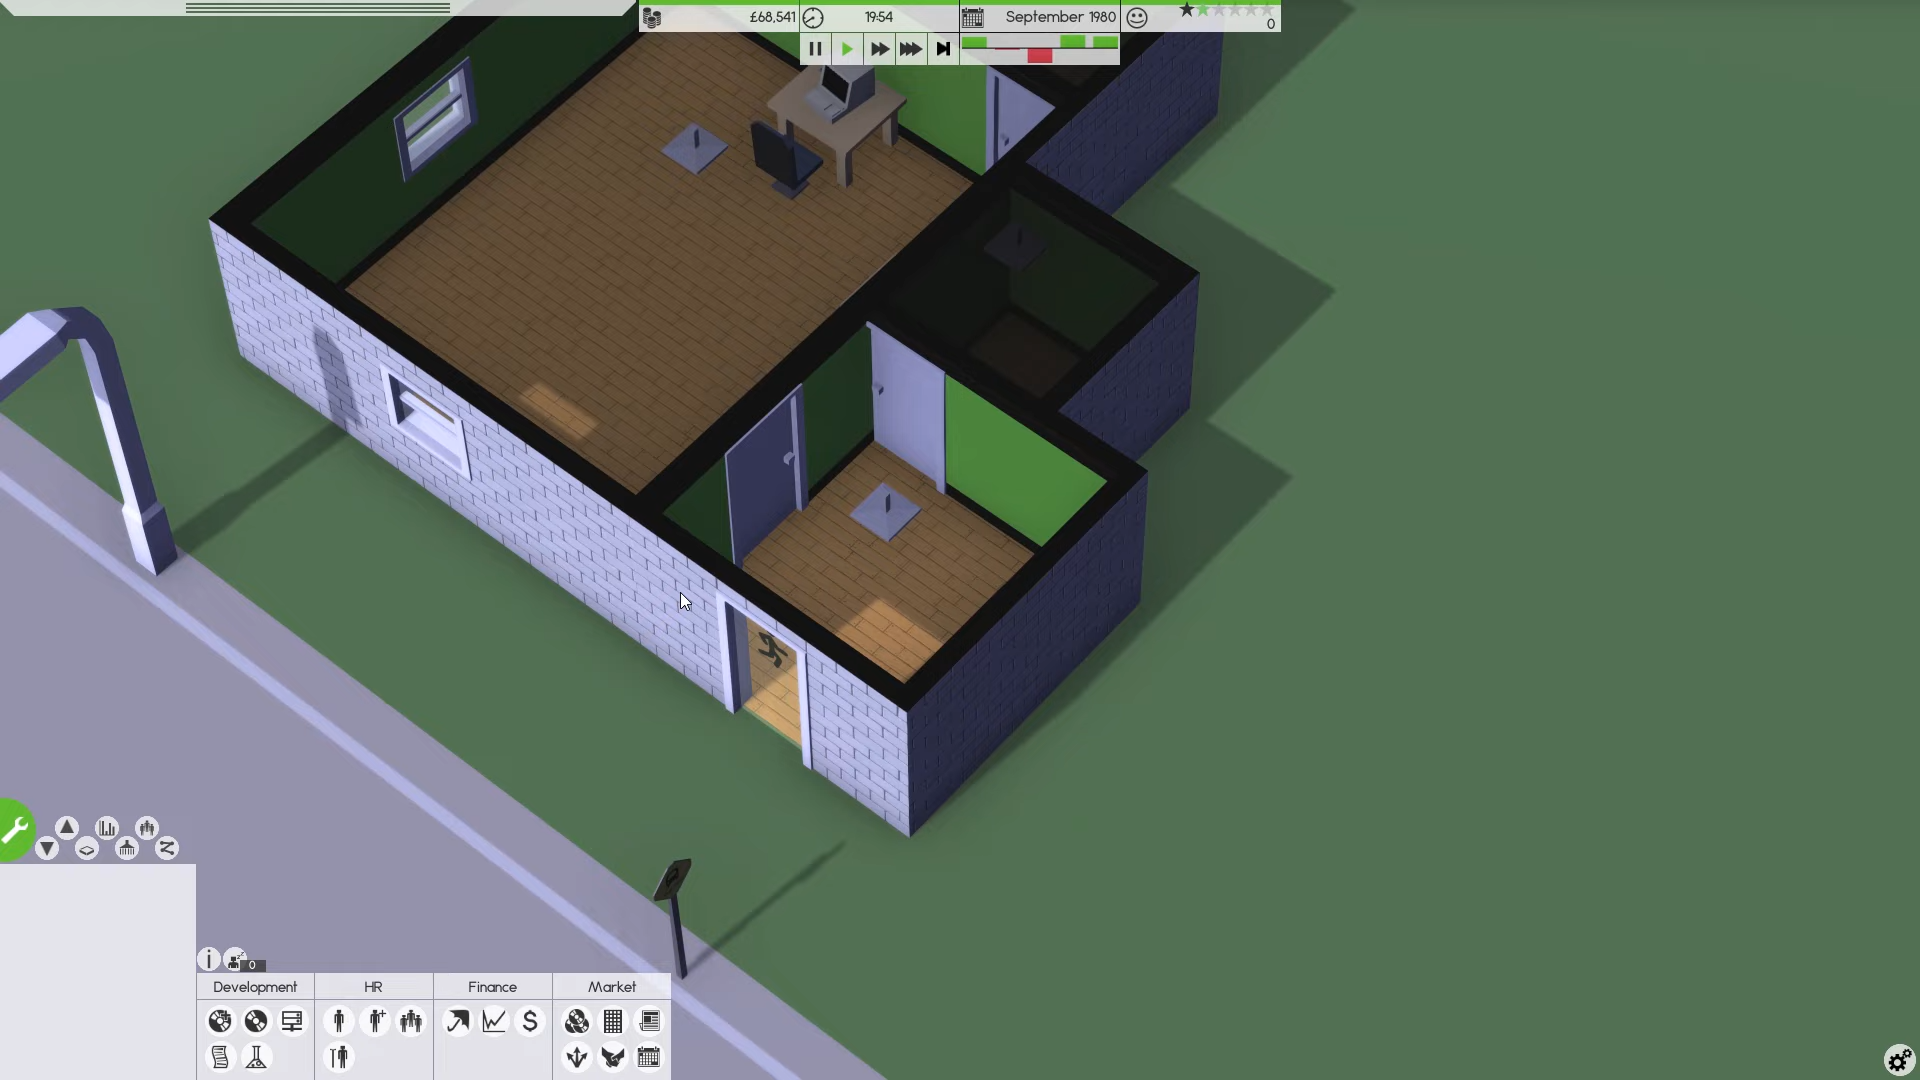 £68,541
19:54
September 1980
0
0
Development
HR
Finance
Market